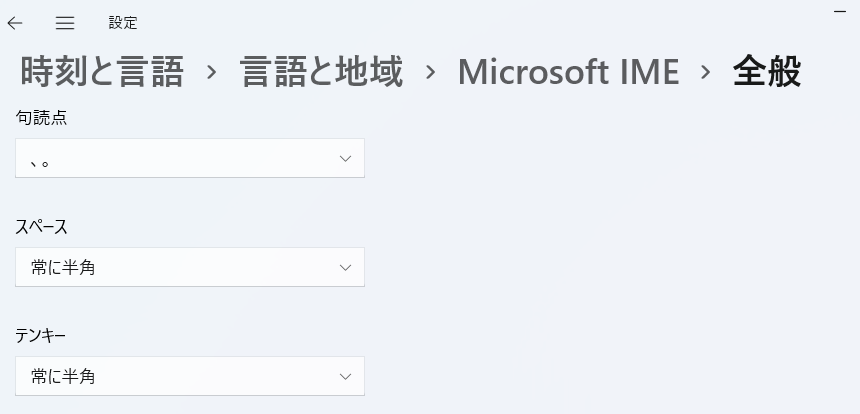 設定
時刻と言語 › 言語と地域 › Microsoft IME › 全般
句読点
、。
スペース
常に半角
テンキー
常に半角